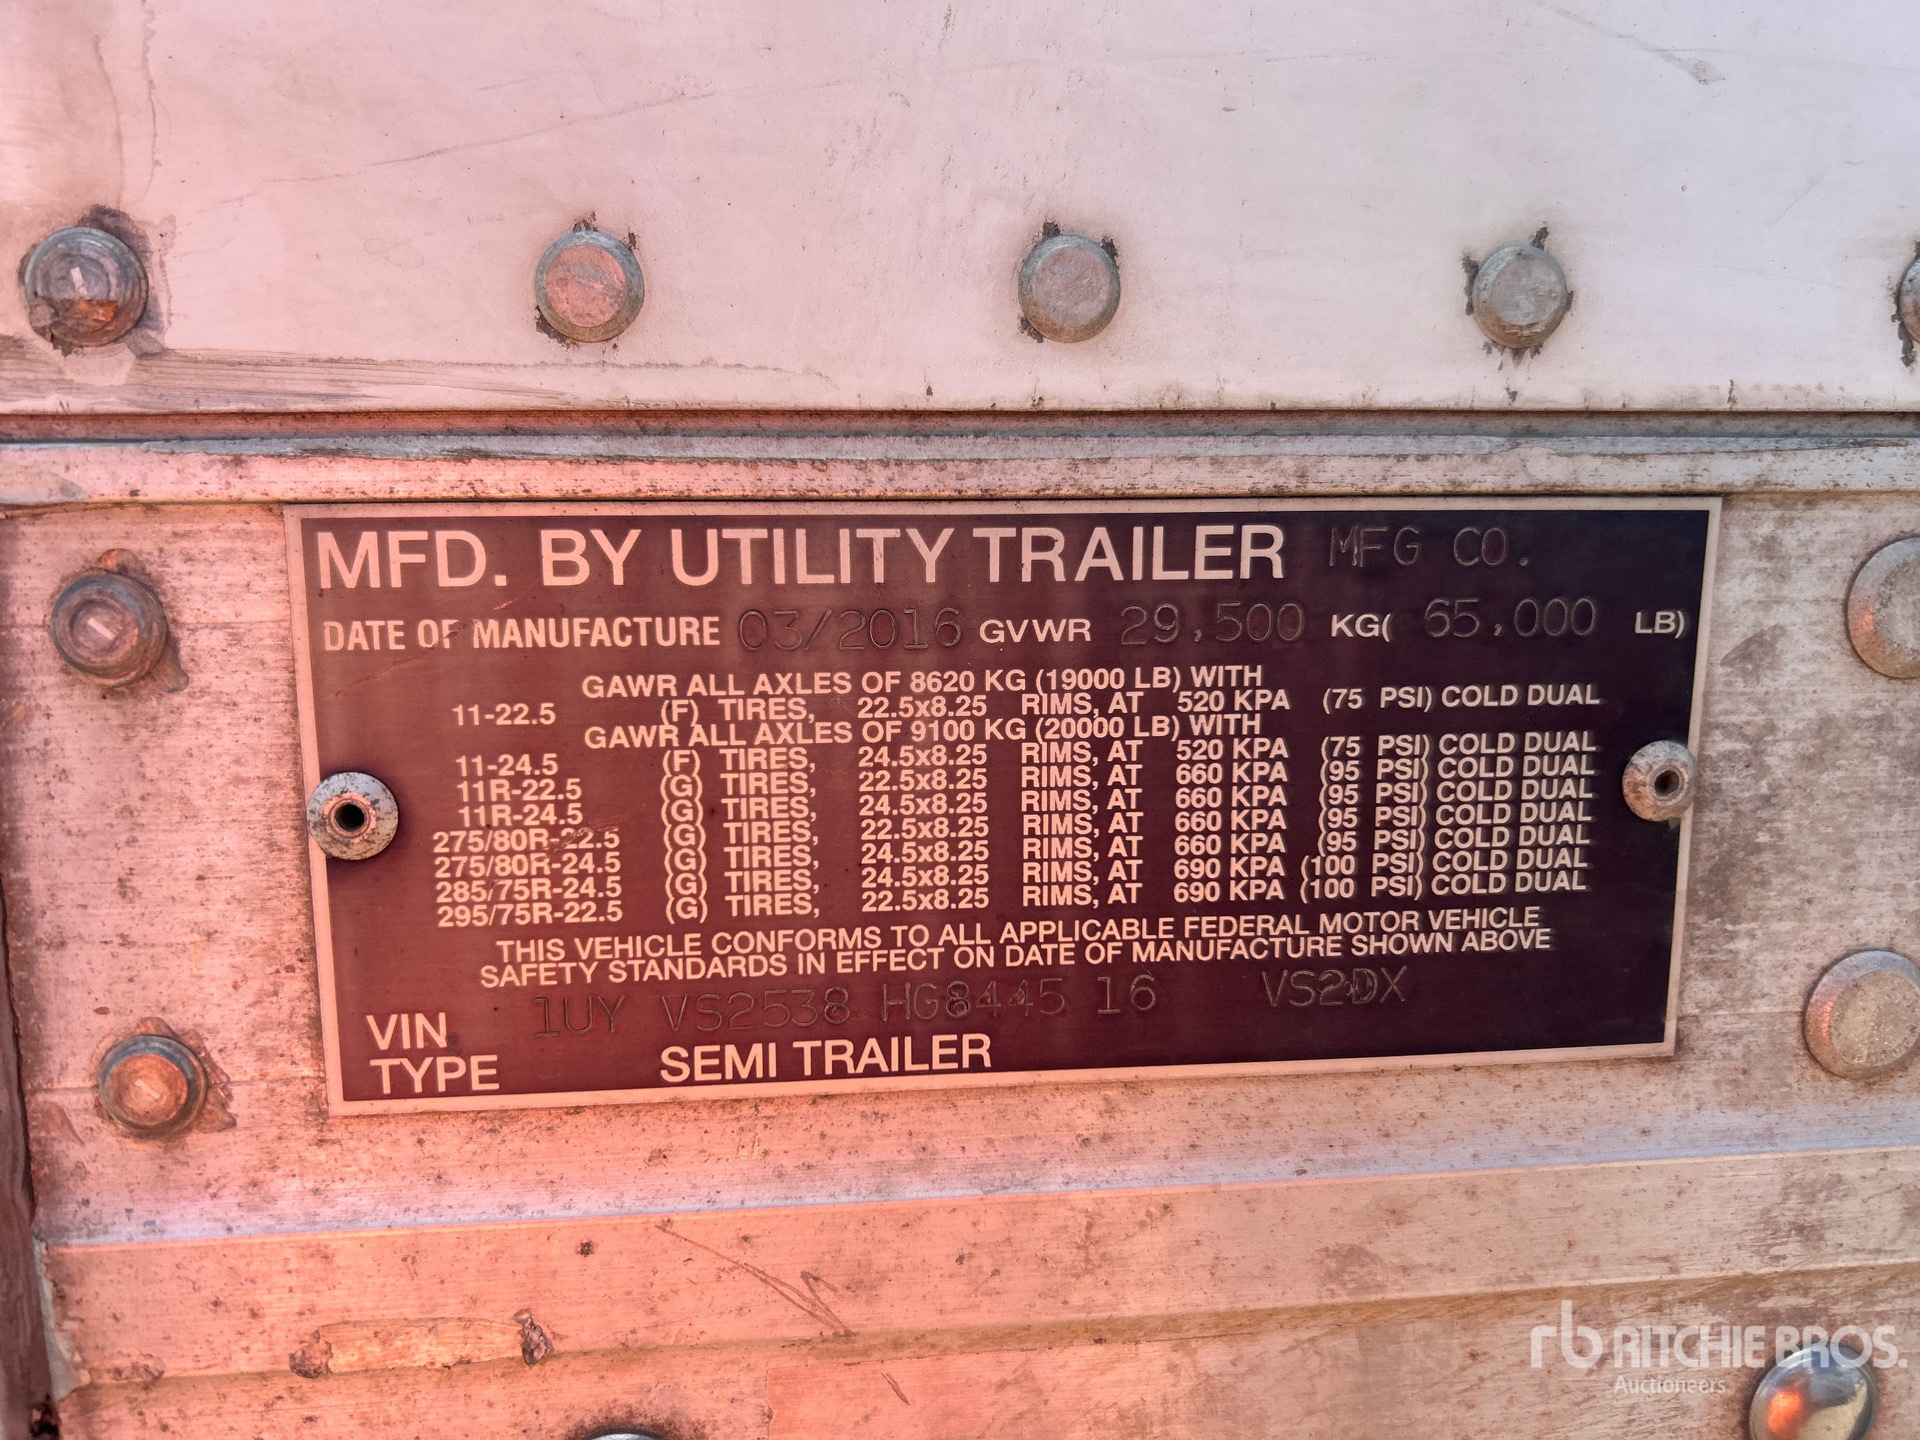 MFD. BY UTILITY TRAILER MFG CO.
DATE OF MANUFACTURE 03/2016 GVWR 29,500 KG( 65,000 LB)
GAWR ALL AXLES OF 8620 KG (19000 LB) WITH
11-22.5 (F) TIRES, 22.5x8.25 RIMS, AT 520 KPA (75 PSI) COLD DUAL
GAWR ALL AXLES OF 9100 KG (20000 LB) WITH
11-24.5 (F) TIRES, 24.5x8.25 RIMS, AT 520 KPA (75 PSI) COLD DUAL
11R-22.5 (G) TIRES, 22.5x8.25 RIMS, AT 660 KPA (95 PSI) COLD DUAL
11R-24.5 (G) TIRES, 24.5x8.25 RIMS, AT 660 KPA (95 PSI) COLD DUAL
275/80R-22.5 (G) TIRES, 22.5x8.25 RIMS, AT 660 KPA (95 PSI) COLD DUAL
275/80R-24.5 (G) TIRES, 24.5x8.25 RIMS, AT 660 KPA (95 PSI) COLD DUAL
285/75R-24.5 (G) TIRES, 24.5x8.25 RIMS, AT 690 KPA (100 PSI) COLD DUAL
295/75R-22.5 (G) TIRES, 22.5x8.25 RIMS, AT 690 KPA (100 PSI) COLD DUAL
THIS VEHICLE CONFORMS TO ALL APPLICABLE FEDERAL MOTOR VEHICLE
SAFETY STANDARDS IN EFFECT ON DATE OF MANUFACTURE SHOWN ABOVE
VIN 1UY VS2538 HG8445 16 VS2DX
TYPE SEMI TRAILER
rb RITCHIE BROS.
Auctioneers